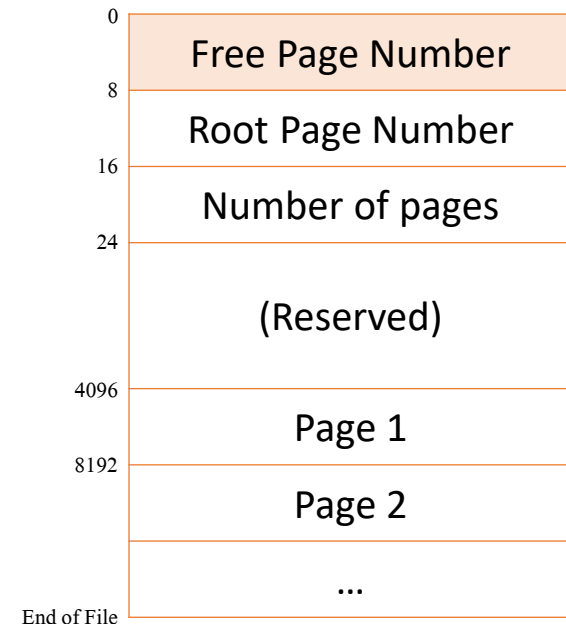 0
Free Page Number
8
Root Page Number
16
Number of pages
24
(Reserved)
4096
Page 1
8192
Page 2
...
End of File